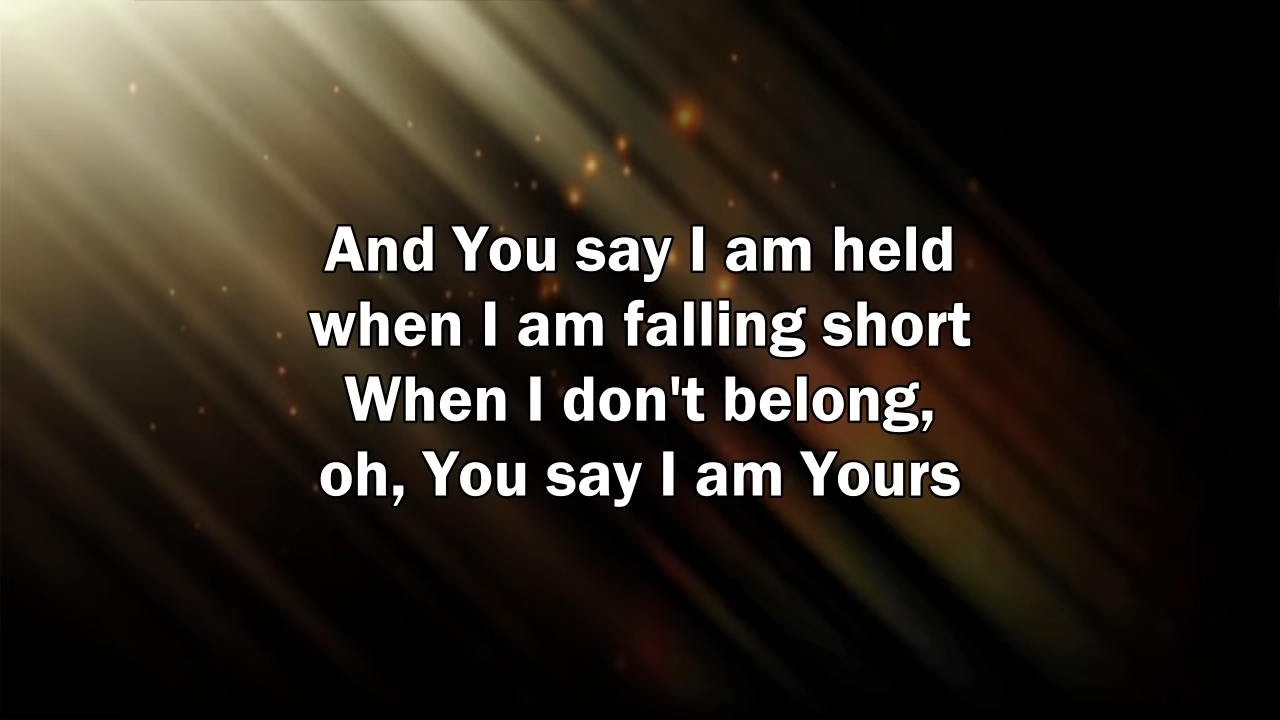 And You say I am held
when I am falling short
When I don't belong,
oh, You say I am Yours